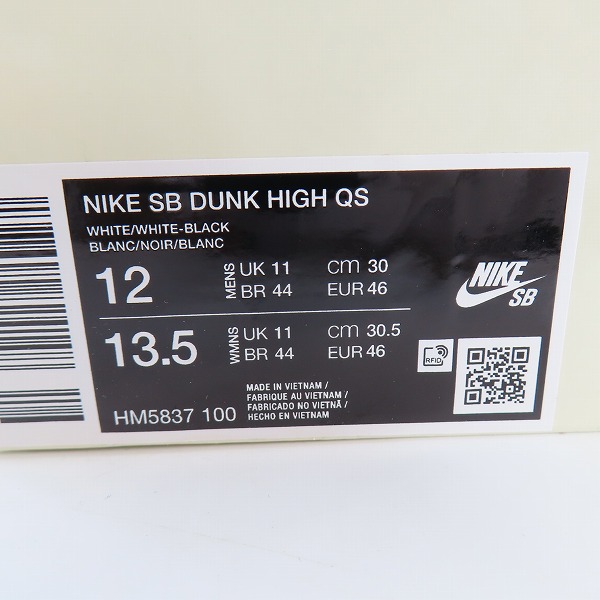 NIKE SB DUNK HIGH QS
WHITE/WHITE-BLACK
BLANC/NOIR/BLANC
12 MENS UK 11 cm 30
BR 44 EUR 46
13.5 WMNS UK 11 cm 30.5
BR 44 EUR 46
NIKE
SB
RFID
MADE IN VIETNAM /
FABRIQUE AU VIETNAM /
FABRICADO NO VIETNÃ /
HECHO EN VIETNAM
HM5837 100